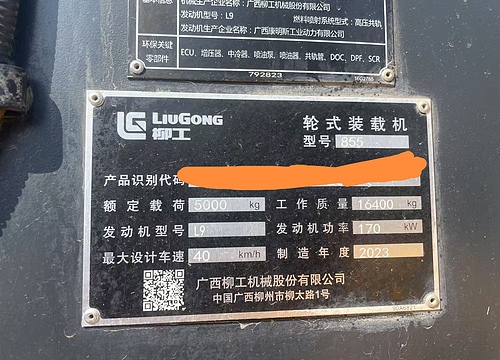 机械生产企业名称：广西柳工机械股份有限公司
发动机型号：L9 燃料喷射系统型式：高压共轨
发动机生产企业名称：广西康明斯工业动力有限公司
环保关键零部件 ECU、增压器、中冷器、喷油泵、喷油器、共轨管、DOC、DPF、SCR
792823
LIUGONG
柳工
轮式装载机
型号 855
产品识别代码
额定载荷 5000 kg 工作质量 16400 kg
发动机型号 L9 发动机功率 170 kW
最大设计车速 40 km/h 制造年度 2023
广西柳工机械股份有限公司
中国广西柳州市柳太路1号